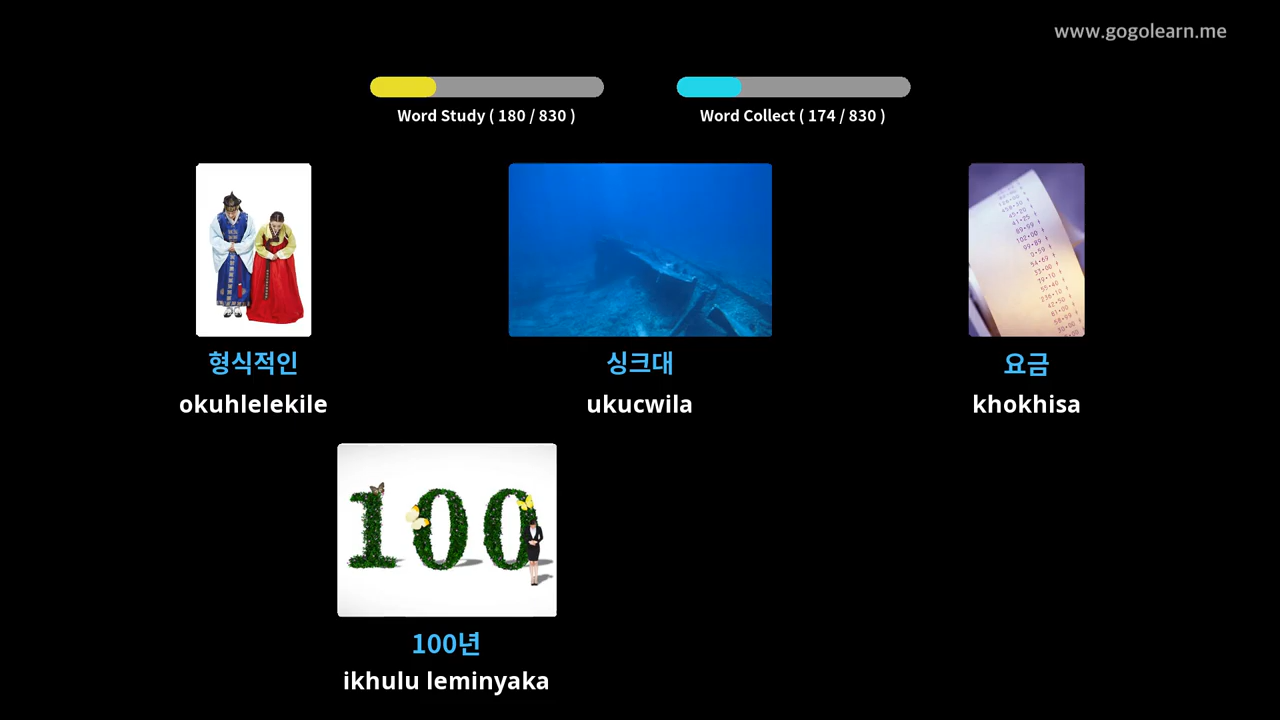 www.gogolearn.me
Word Study ( 180 / 830 )
Word Collect ( 174 / 830 )
형식적인
싱크대
요금
okuhlelekile
ukucwila
khokhisa
100
100년
ikhulu leminyaka